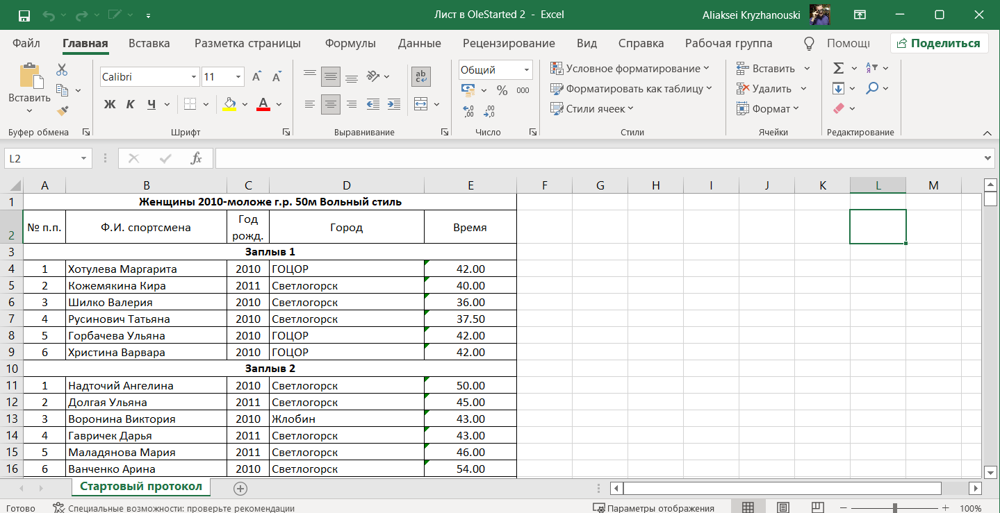 Лист в OleStarted 2 - Excel
Aliaksei Kryzhanouski
Файл Главная Вставка Разметка страницы Формулы Данные Рецензирование Вид Справка Рабочая группа Помощь Поделиться
Вставить
Calibri 11
Ж К Ч
А А А
ab
c
Общий
% 000
Условное форматирование
Форматировать как таблицу
Стили ячеек
Вставить
Удалить
Формат
Σ
Буфер обмена Шрифт Выравнивание Число Стили Ячейки Редактирование
L2 fx
A B C D E F G H I J K L M
1 Женщины 2010-моложе г.р. 50м Вольный стиль
2 № п.п. Ф.И. спортсмена Год рожд. Город Время
3 Заплыв 1
4 1 Хотулева Маргарита 2010 ГОЦОР 42.00
5 2 Кожемякина Кира 2011 Светлогорск 40.00
6 3 Шилко Валерия 2010 Светлогорск 36.00
7 4 Русинович Татьяна 2010 Светлогорск 37.50
8 5 Горбачева Ульяна 2010 ГОЦОР 42.00
9 6 Христина Варвара 2010 ГОЦОР 42.00
10 Заплыв 2
11 1 Надточий Ангелина 2010 Светлогорск 50.00
12 2 Долгая Ульяна 2011 Светлогорск 45.00
13 3 Воронина Виктория 2010 Жлобин 43.00
14 4 Гавричек Дарья 2011 Светлогорск 43.00
15 5 Маладянова Мария 2011 Светлогорск 46.00
16 6 Ванченко Арина 2010 Светлогорск 54.00
Стартовый протокол
Готово Специальные возможности: проверьте рекомендации Параметры отображения 100%